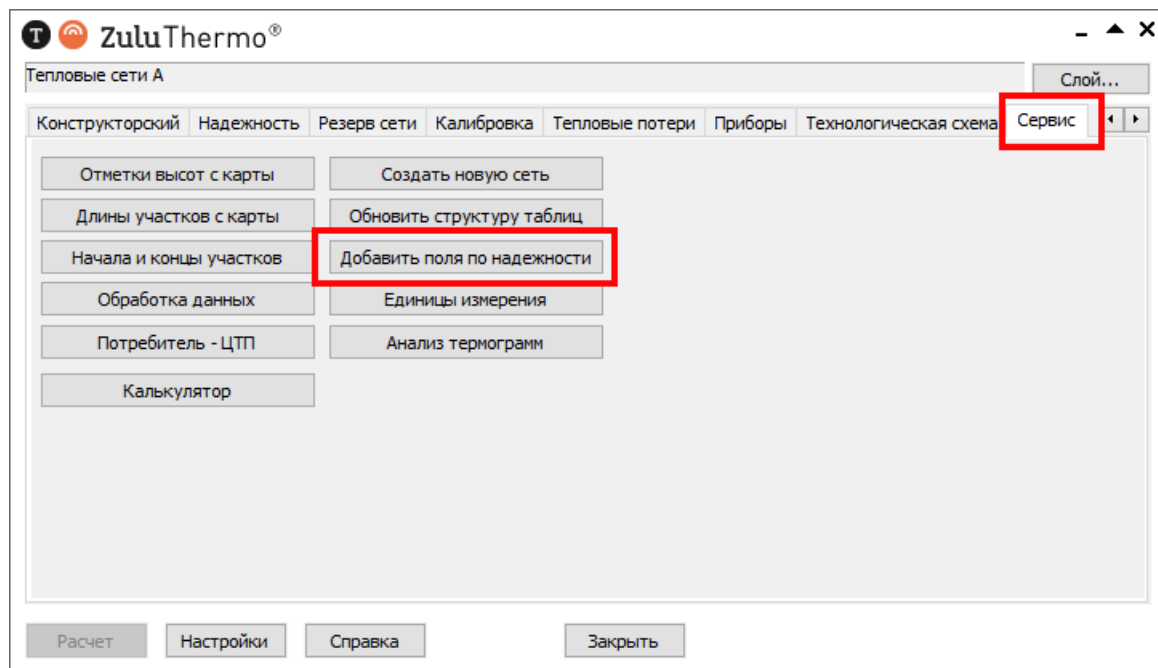 ZuluThermo®
Тепловые сети А
Слой...
Конструкторский Надежность Резерв сети Калибровка Тепловые потери Приборы Технологическая схема Сервис
Отметки высот с карты Создать новую сеть
Длины участков с карты Обновить структуру таблиц
Начала и концы участков Добавить поля по надежности
Обработка данных Единицы измерения
Потребитель - ЦТП Анализ термограмм
Калькулятор
Расчет Настройки Справка Закрыть